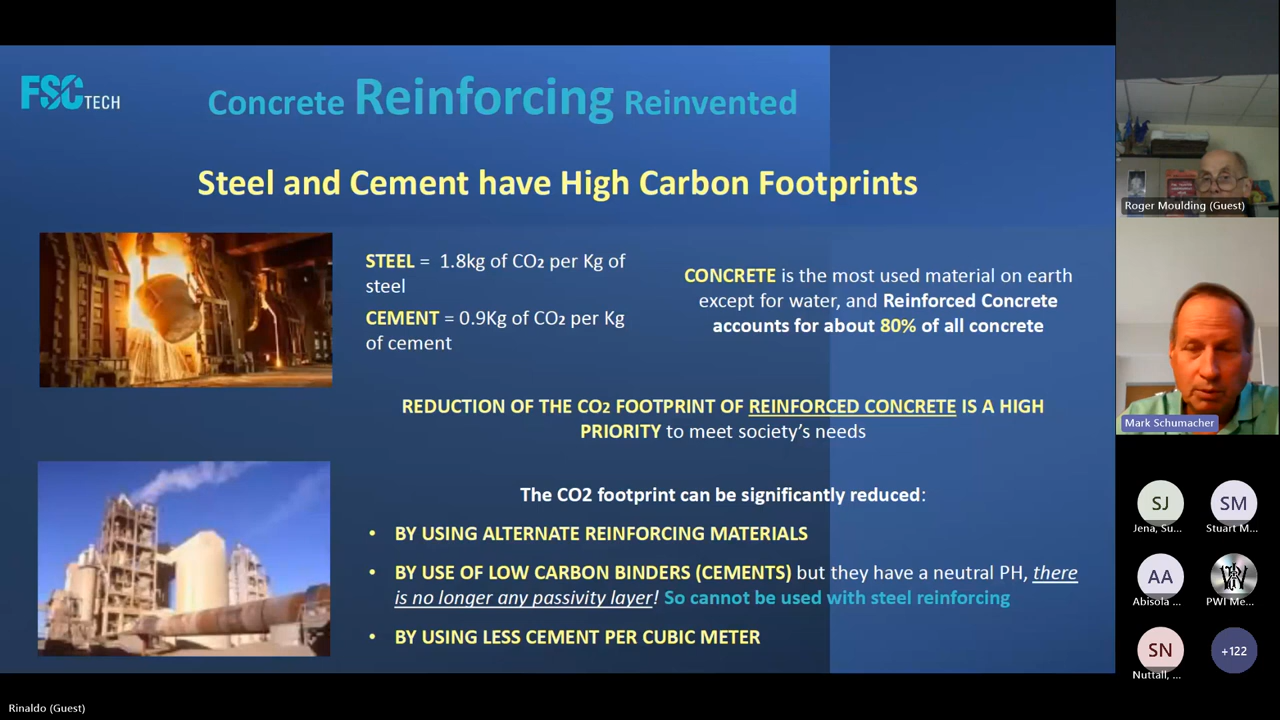 FSC TECH
Concrete Reinforcing Reinvented
Steel and Cement have High Carbon Footprints
STEEL = 1.8kg of CO₂ per Kg of
steel
CEMENT = 0.9Kg of CO₂ per Kg
of cement
CONCRETE is the most used material on earth
except for water, and Reinforced Concrete
accounts for about 80% of all concrete
REDUCTION OF THE CO₂ FOOTPRINT OF REINFORCED CONCRETE IS A HIGH
PRIORITY to meet society’s needs
The CO2 footprint can be significantly reduced:
• BY USING ALTERNATE REINFORCING MATERIALS
• BY USE OF LOW CARBON BINDERS (CEMENTS) but they have a neutral PH, there
is no longer any passivity layer! So cannot be used with steel reinforcing
• BY USING LESS CEMENT PER CUBIC METER
Roger Moulding (Guest)
Mark Schumacher
SJ
Jena, Su...
SM
Stuart M...
AA
Abisola ...
PWI Me...
SN
Nuttall, ...
+122
Rinaldo (Guest)